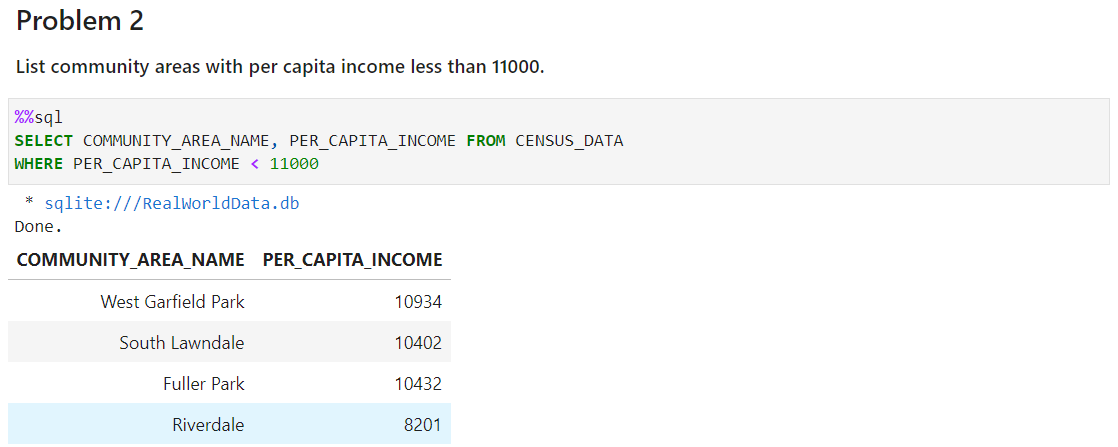 Problem 2
List community areas with per capita income less than 11000.
%%sql
SELECT COMMUNITY_AREA_NAME, PER_CAPITA_INCOME FROM CENSUS_DATA
WHERE PER_CAPITA_INCOME < 11000
* sqlite:///RealWorldData.db
Done.
COMMUNITY_AREA_NAME PER_CAPITA_INCOME
West Garfield Park 10934
South Lawndale 10402
Fuller Park 10432
Riverdale 8201